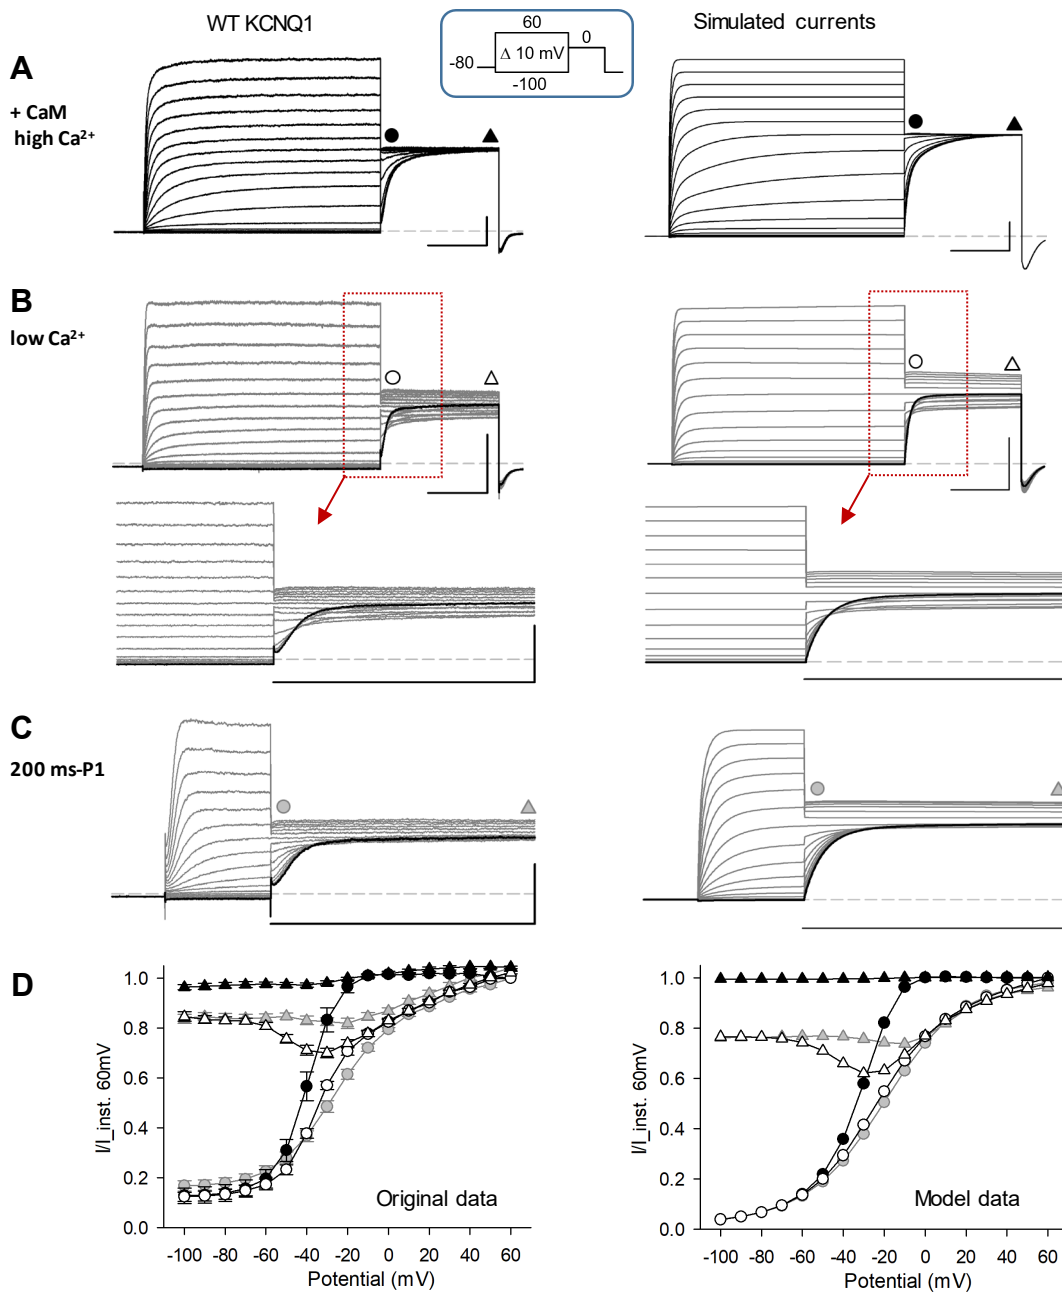 WT KCNQ1
Simulated currents
60
0
Δ 10 mV
-80
-100
A
+ CaM
high Ca²⁺
B
low Ca²⁺
C
200 ms-P1
D
1.0
0.8
0.6
0.4
0.2
0.0
I/I_inst. 60mV
Original data
-100 -80 -60 -40 -20 0 20 40 60
Potential (mV)
1.0
0.8
0.6
0.4
0.2
0.0
I/I_inst. 60mV
Model data
-100 -80 -60 -40 -20 0 20 40 60
Potential (mV)